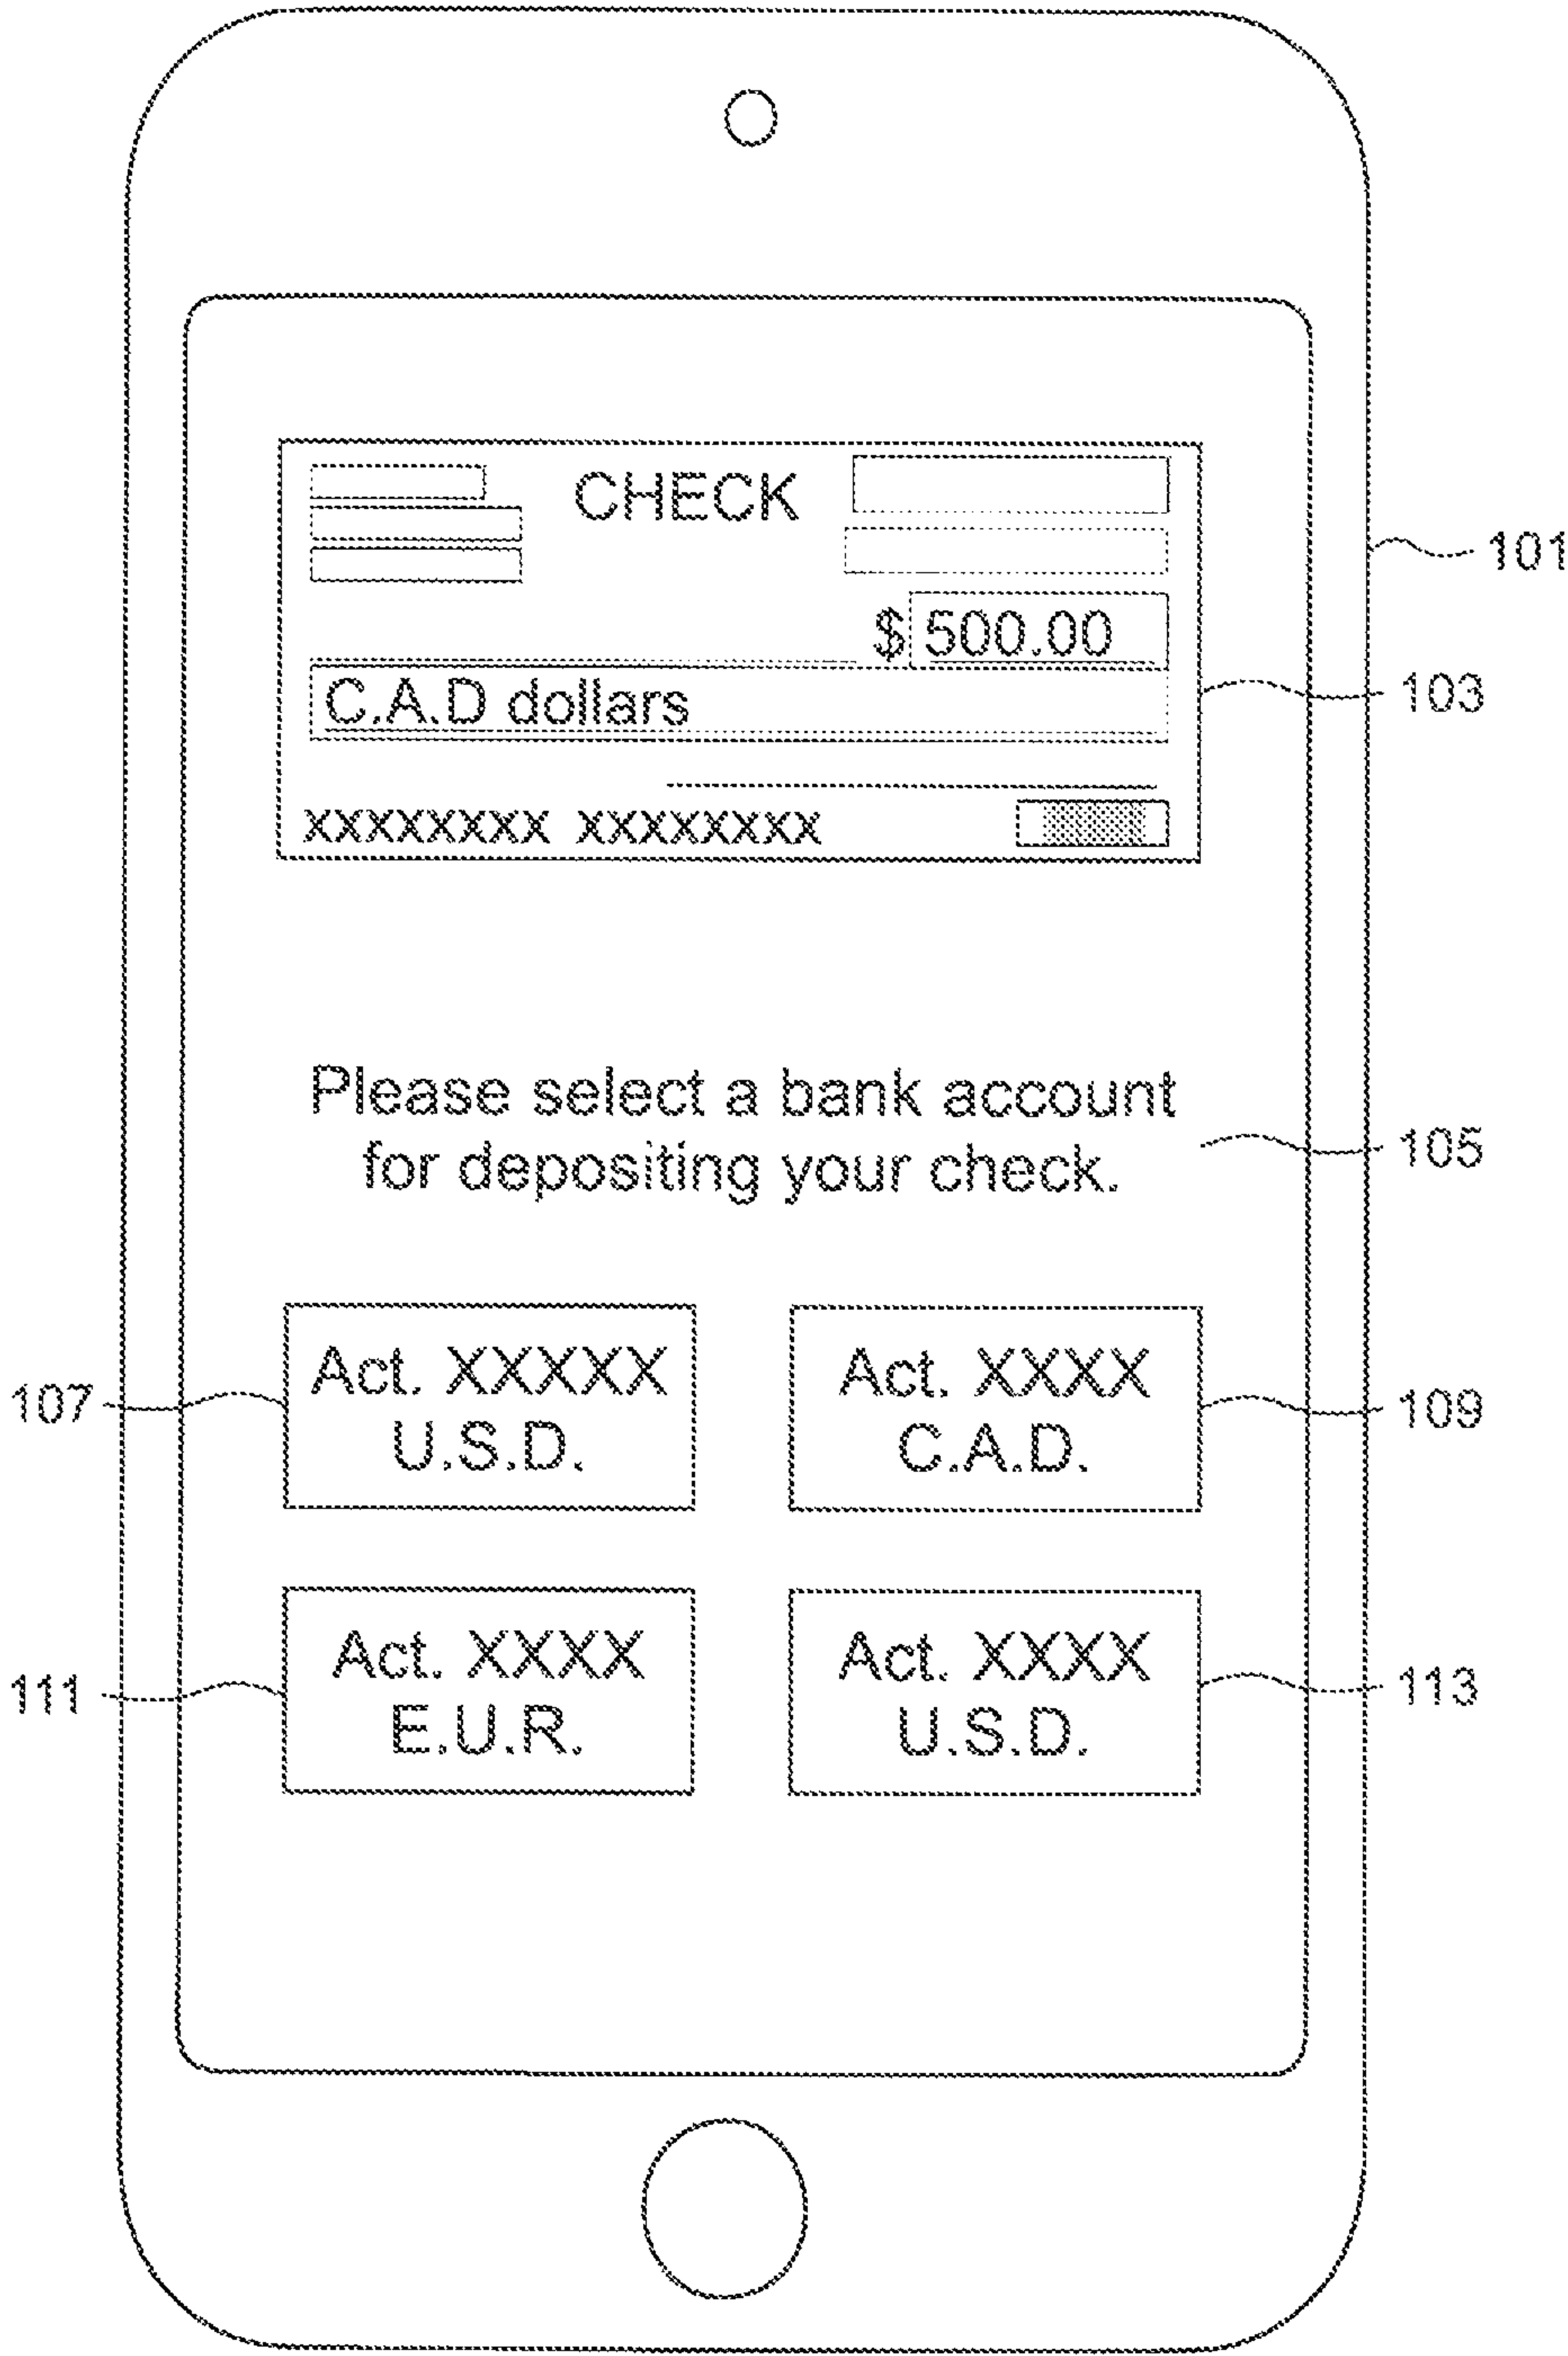 CHECK
101
$ 500.00
C.A.D dollars
103
XXXXXXXX XXXXXXXX
Please select a bank account
for depositing your check.
105
Act. XXXXX
U.S.D.
107
Act. XXXX
C.A.D.
109
Act. XXXX
E.U.R.
111
Act. XXXX
U.S.D.
113